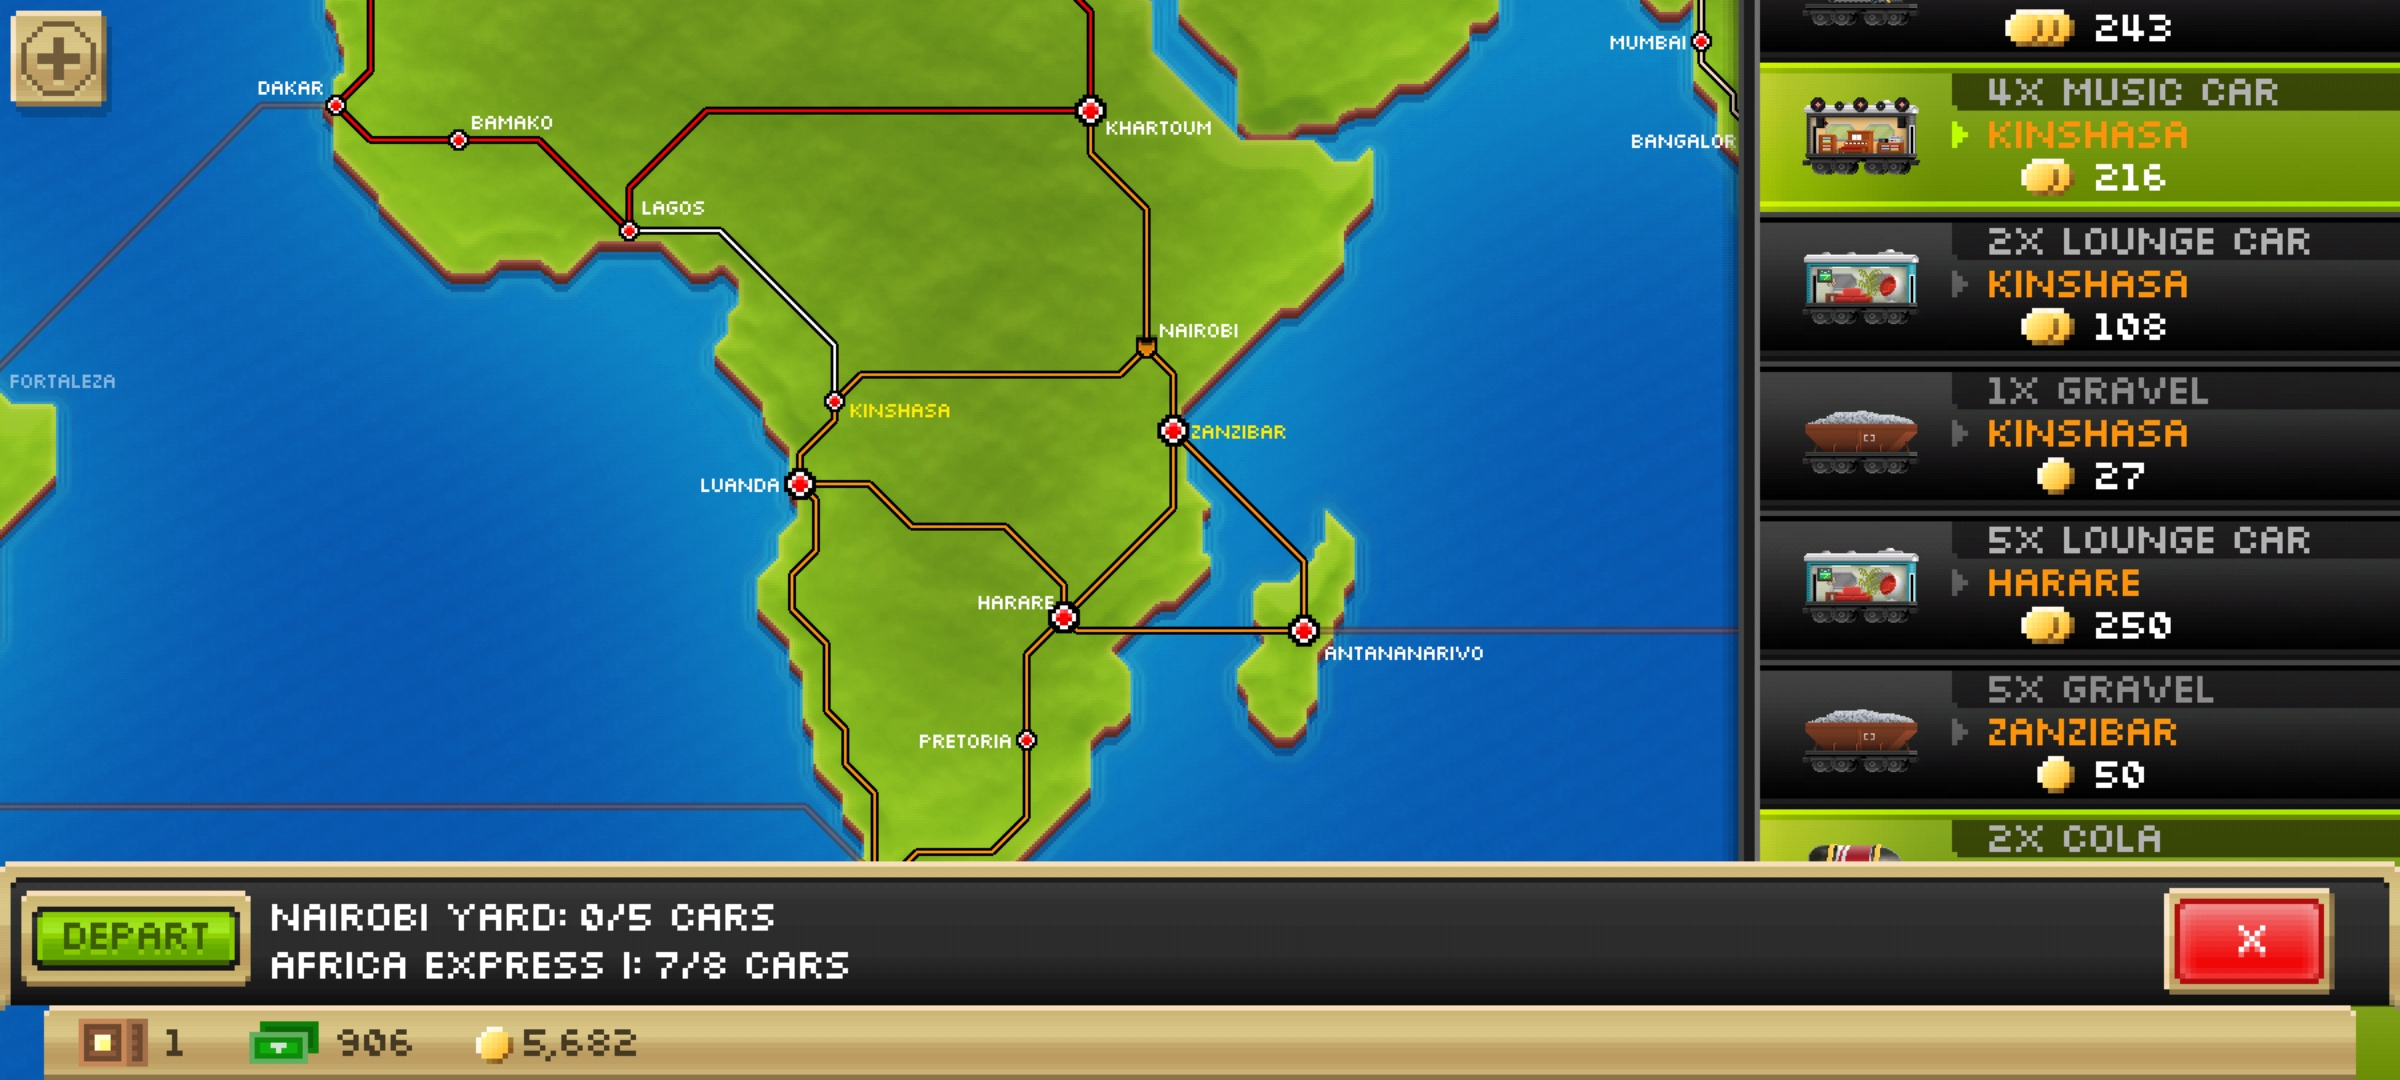 DAKAR
BAMAKO
LAGOS
KHARTOUM
MUMBAI
BANGALOR
NAIROBI
FORTALEZA
KINSHASA
ZANZIBAR
LUANDA
HARARE
ANTANANARIVO
PRETORIA
243
4X MUSIC CAR
KINSHASA
216
2X LOUNGE CAR
KINSHASA
108
1X GRAVEL
KINSHASA
27
5X LOUNGE CAR
HARARE
250
5X GRAVEL
ZANZIBAR
50
2X COLA
DEPART
NAIROBI YARD: 0/5 CARS
AFRICA EXPRESS I: 7/8 CARS
X
1
906
5,682